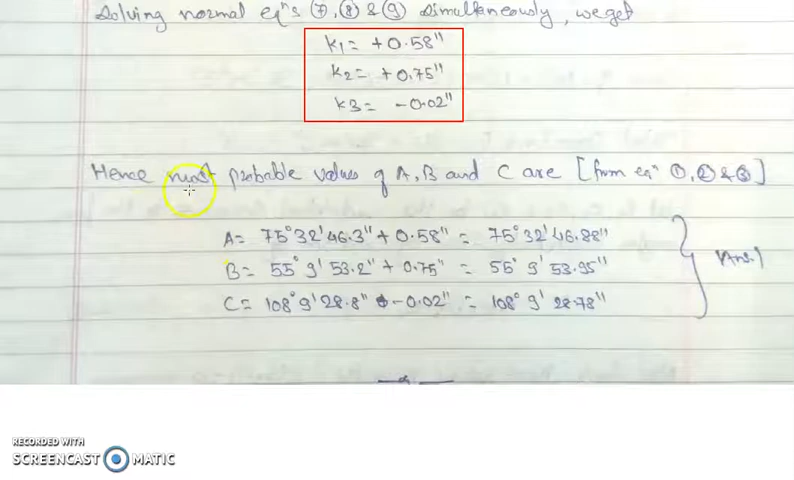 Solving normal eqⁿs ⑦, ⑧ & ⑨ simultaneously, we get
k1 = +0.58"
k2 = +0.75"
k3 = -0.02"
Hence most probable values of A, B and C are [from eqⁿ ①, ② & ③]
A = 75° 32' 46.3" + 0.58" = 75° 32' 46.88"
B = 55° 9' 53.2" + 0.75" = 55° 9' 53.95"
C = 108° 9' 28.8" - 0.02" = 108° 9' 28.78"
(Ans.)
RECORDED WITH
SCREENCAST MATIC